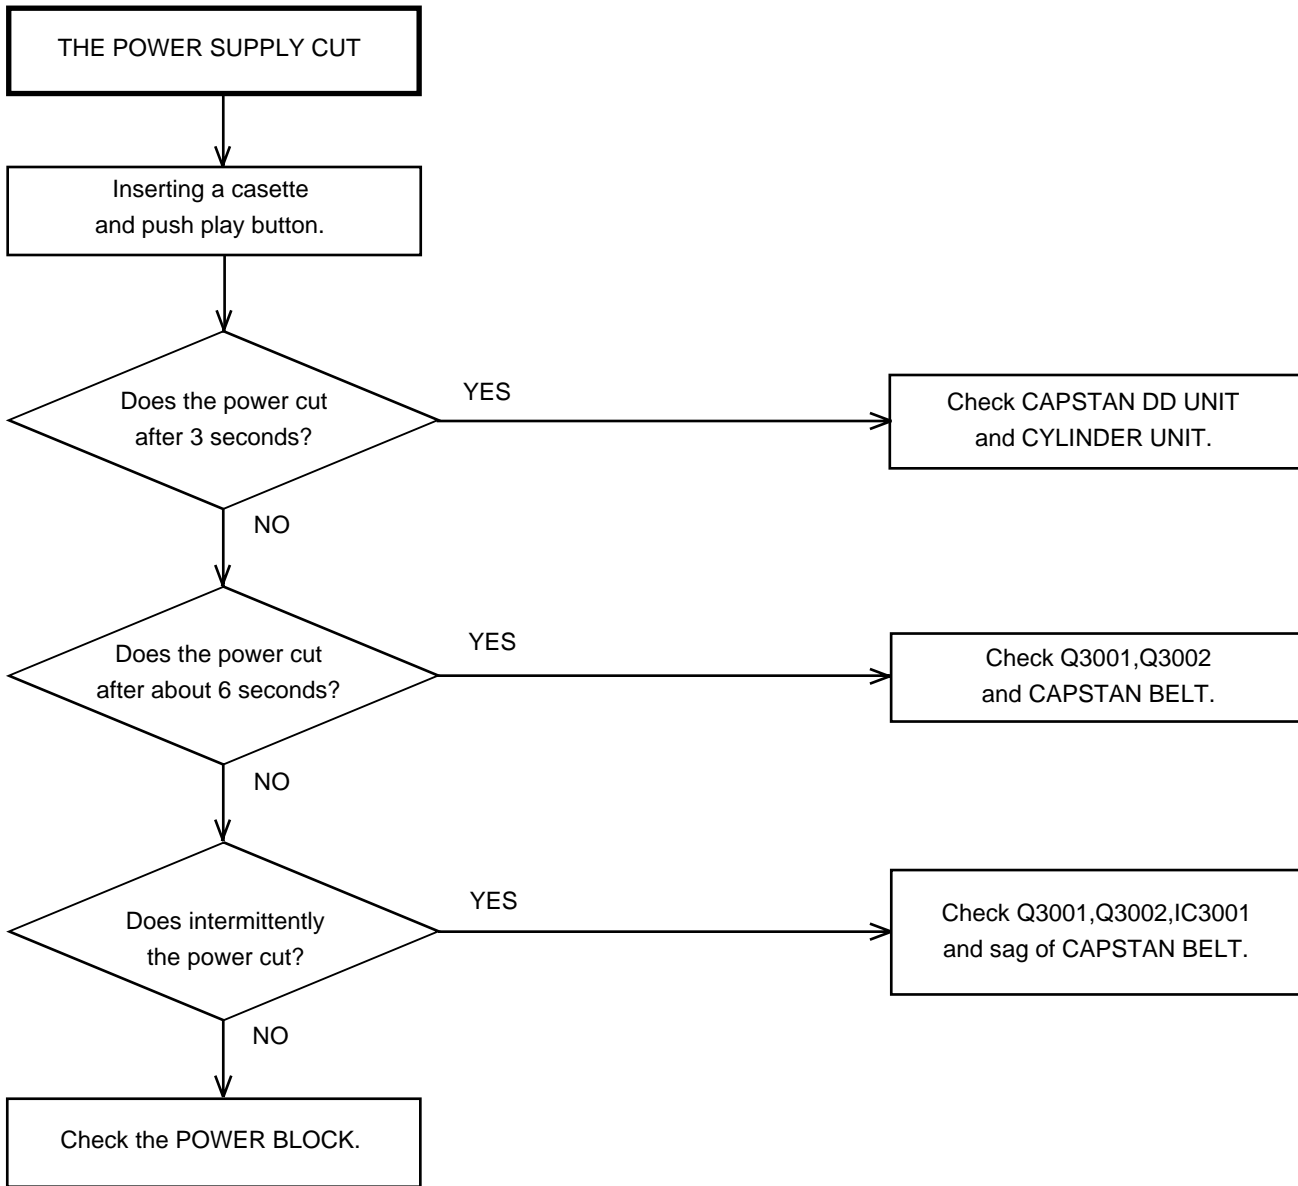 THE POWER SUPPLY CUT
Inserting a casette
and push play button.
Does the power cut
after 3 seconds?
YES
Check CAPSTAN DD UNIT
and CYLINDER UNIT.
NO
Does the power cut
after about 6 seconds?
YES
Check Q3001,Q3002
and CAPSTAN BELT.
NO
Does intermittently
the power cut?
YES
Check Q3001,Q3002,IC3001
and sag of CAPSTAN BELT.
NO
Check the POWER BLOCK.